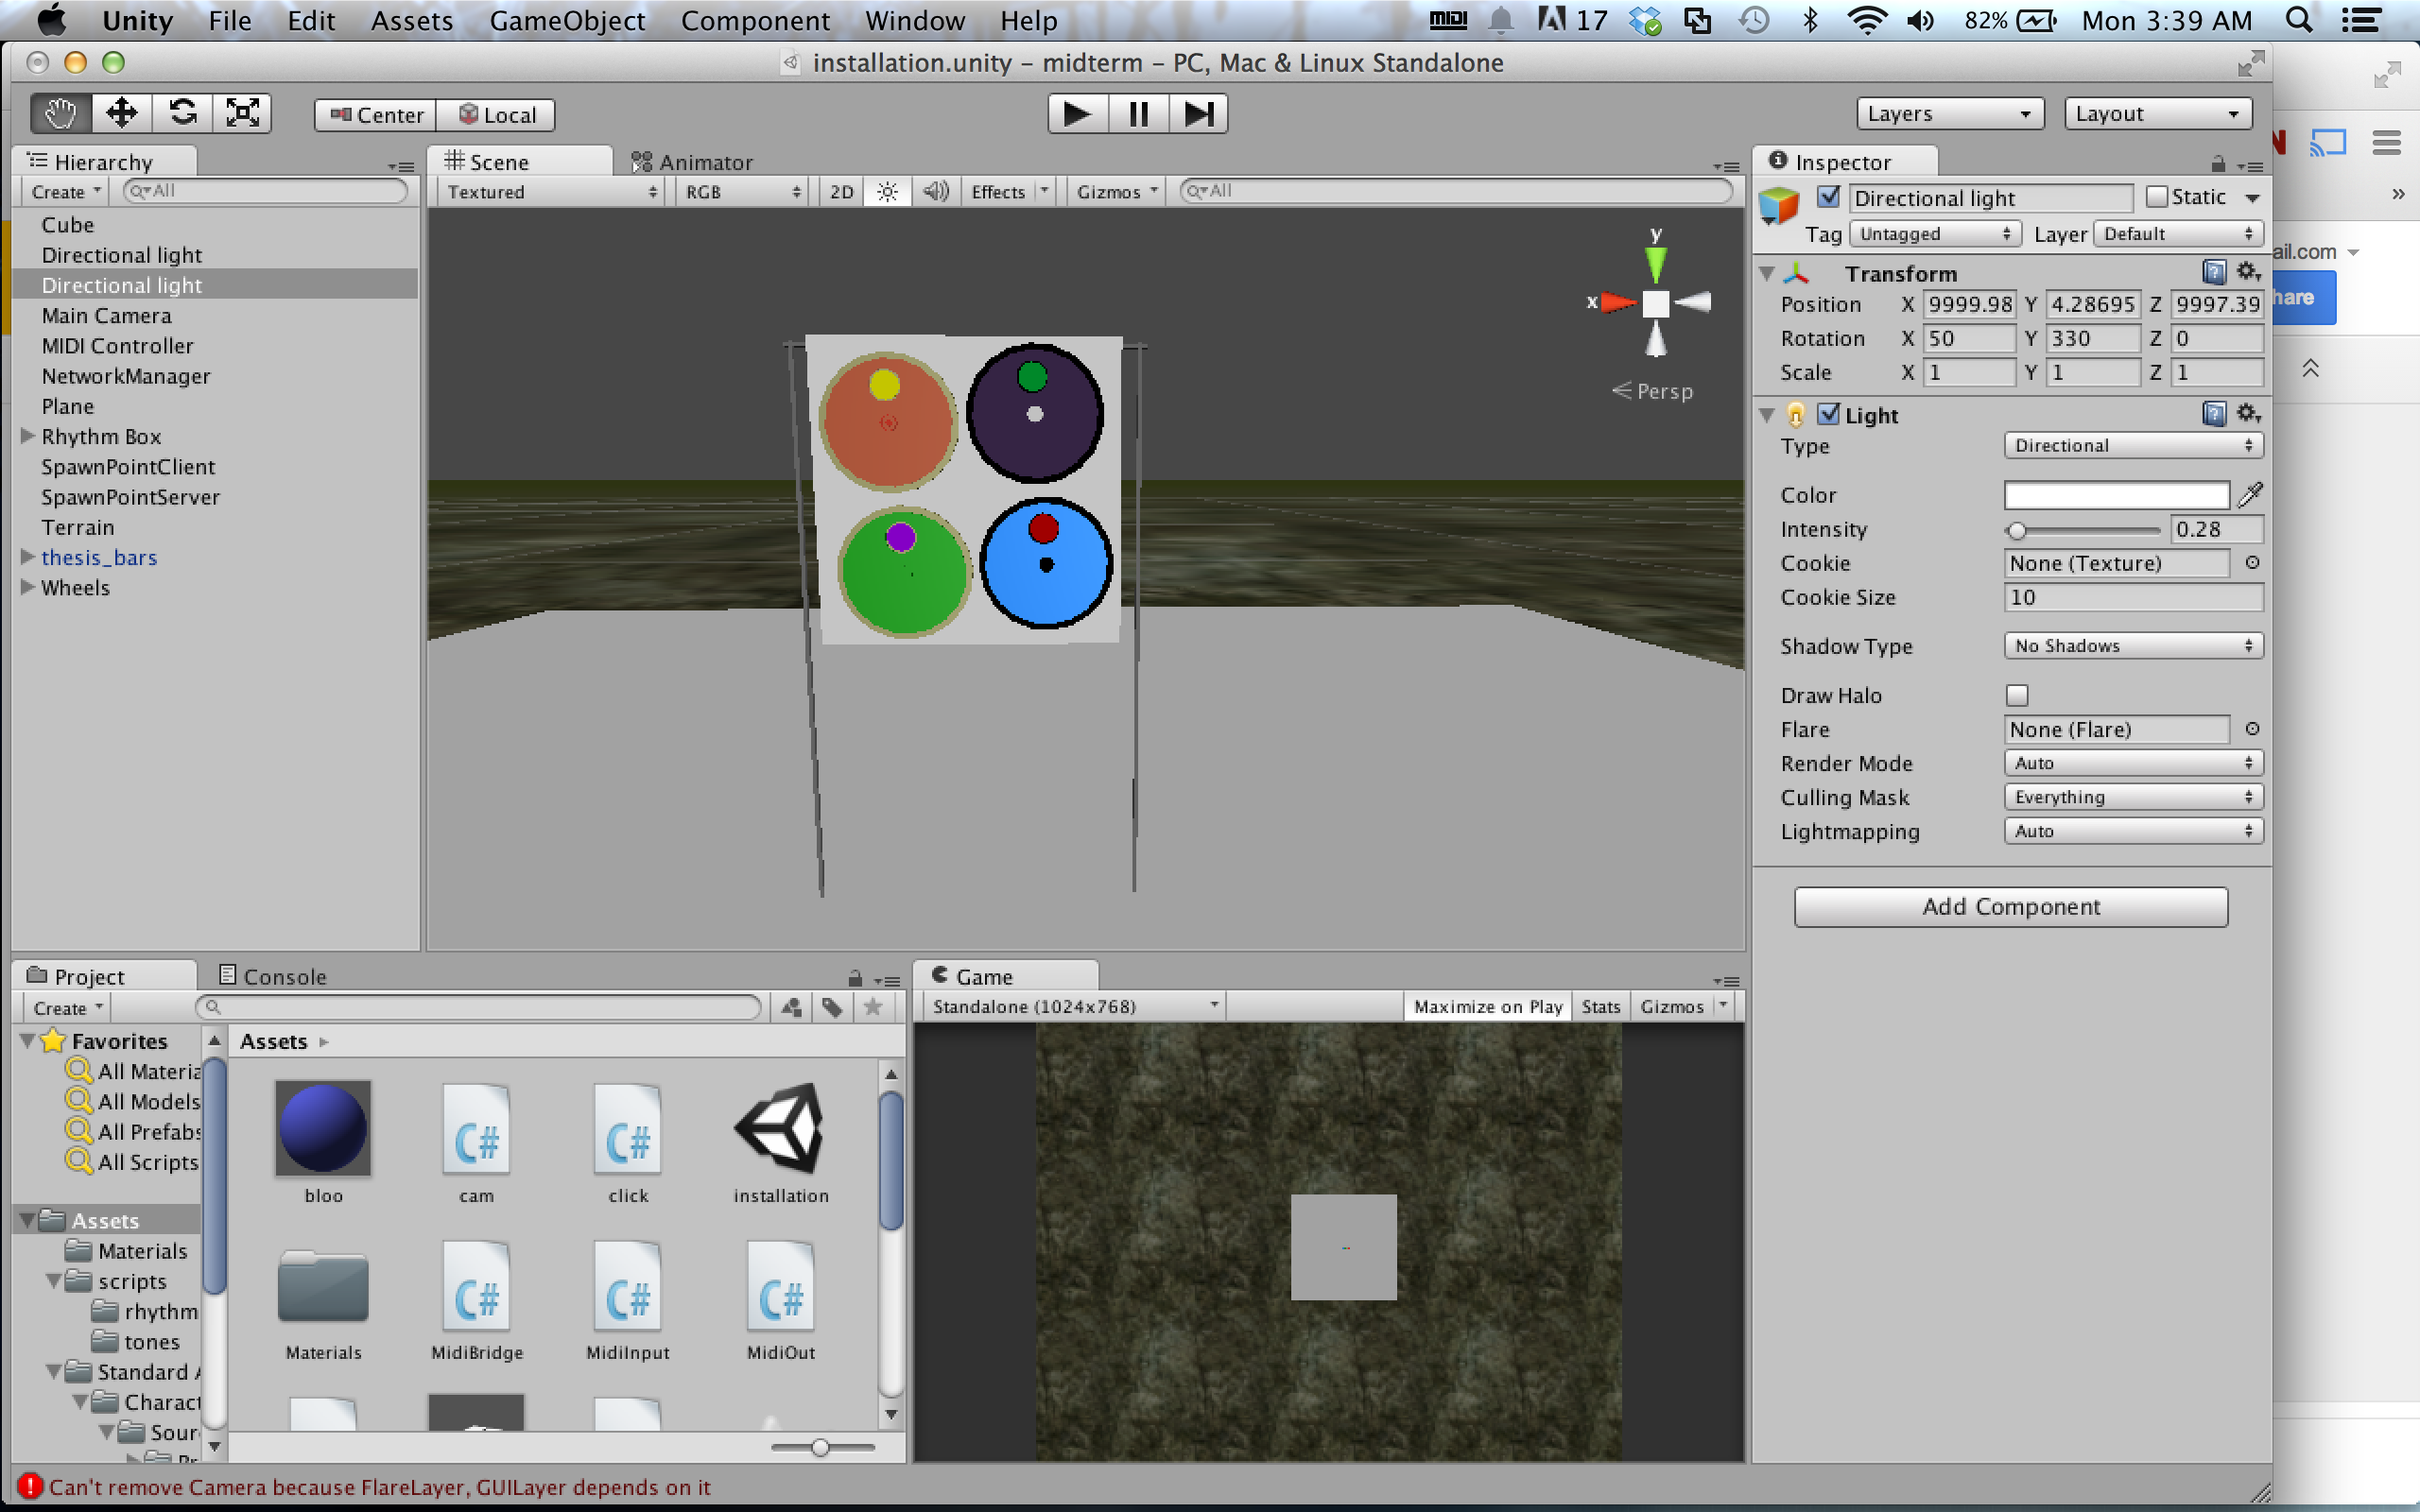 Unity File Edit Assets GameObject Component Window Help MIDI 17 82% Mon 3:39 AM
installation.unity – midterm – PC, Mac & Linux Standalone
Center Local Layers Layout
Hierarchy
Create All
Cube
Directional light
Directional light
Main Camera
MIDI Controller
NetworkManager
Plane
Rhythm Box
SpawnPointClient
SpawnPointServer
Terrain
thesis_bars
Wheels
Scene Animator
Textured RGB 2D Effects Gizmos All
y
x
Persp
Inspector
Directional light Static
Tag Untagged Layer Default
Transform
Position X 9999.98 Y 4.28695 Z 9997.39
Rotation X 50 Y 330 Z 0
Scale X 1 Y 1 Z 1
Light
Type Directional
Color
Intensity 0.28
Cookie None (Texture)
Cookie Size 10
Shadow Type No Shadows
Draw Halo
Flare None (Flare)
Render Mode Auto
Culling Mask Everything
Lightmapping Auto
Add Component
ail.com
hare
Project Console
Create
Favorites
All Materia
All Models
All Prefabs
All Scripts
Assets
Materials
scripts
rhythm
tones
Standard A
Charact
Sour
Pr
Assets
bloo cam click installation
C# C#
Materials MidiBridge MidiInput MidiOut
C# C# C#
Game
Standalone (1024x768) Maximize on Play Stats Gizmos
Can't remove Camera because FlareLayer, GUILayer depends on it